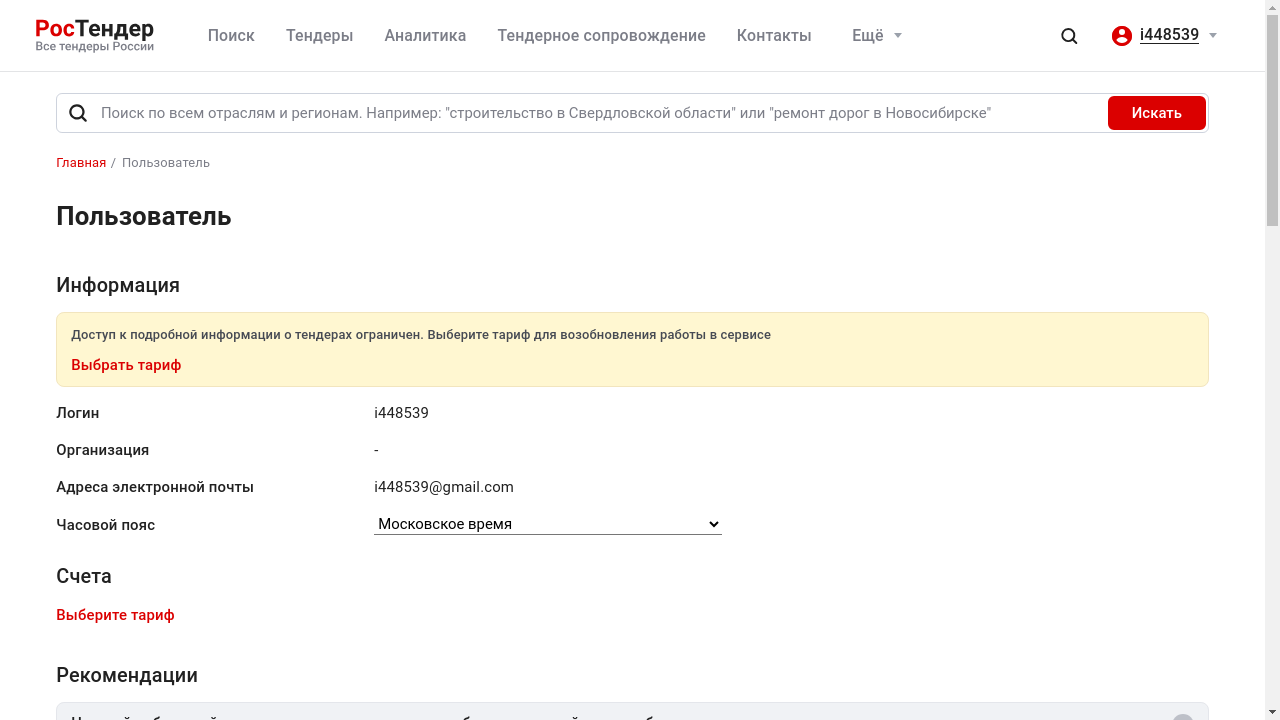 РосТендер
Все тендеры России
Поиск
Тендеры
Аналитика
Тендерное сопровождение
Контакты
Ещё
i448539
Поиск по всем отраслям и регионам. Например: "строительство в Свердловской области" или "ремонт дорог в Новосибирске"
Искать
Главная / Пользователь
Пользователь
Информация
Доступ к подробной информации о тендерах ограничен. Выберите тариф для возобновления работы в сервисе
Выбрать тариф
Логин i448539
Организация -
Адреса электронной почты i448539@gmail.com
Часовой пояс Московское время
Счета
Выберите тариф
Рекомендации